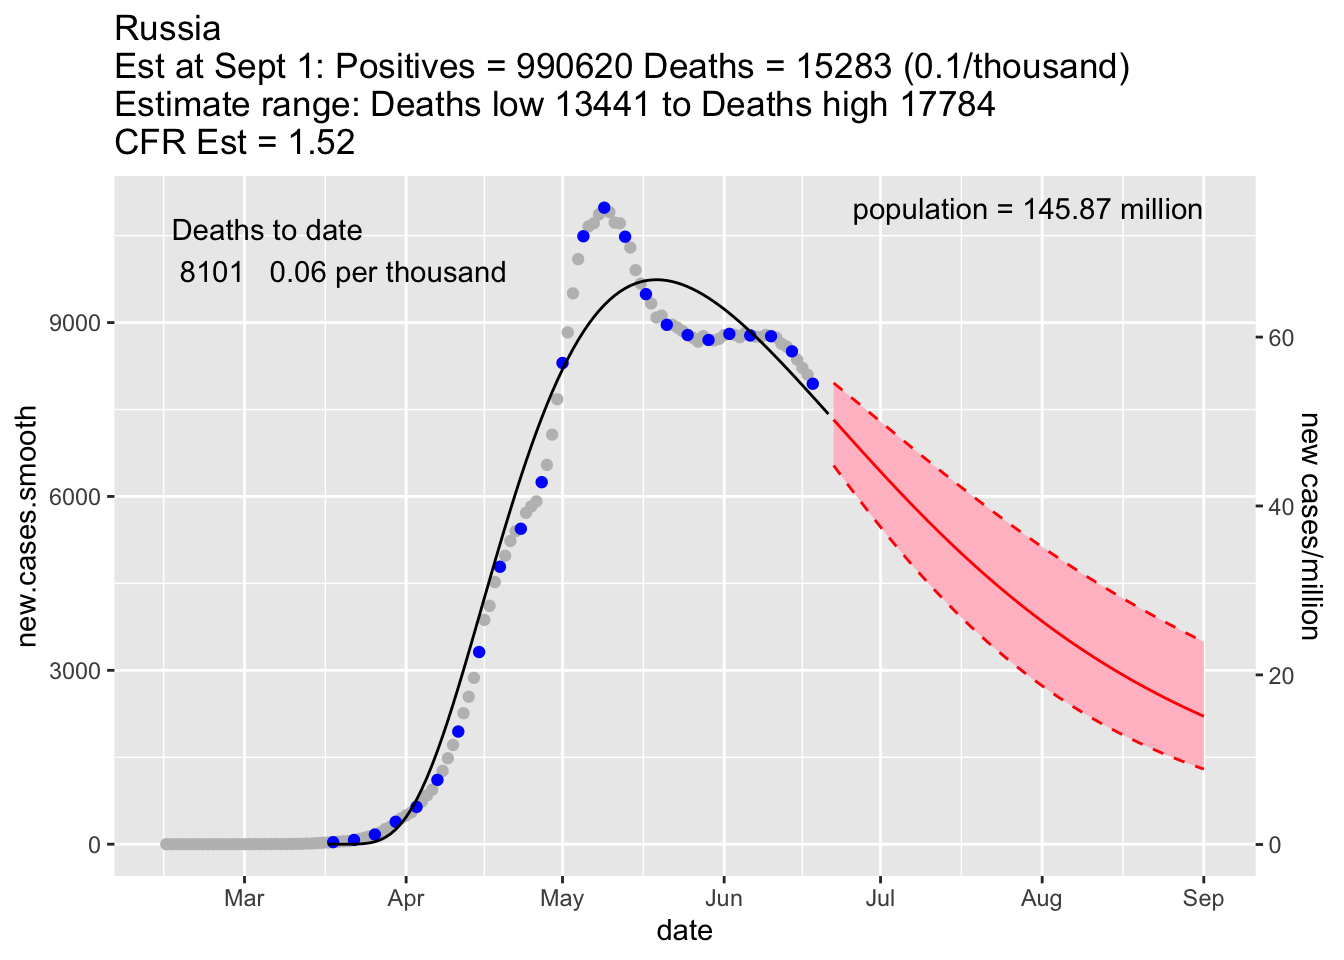 Russia
Est at Sept 1: Positives = 990620 Deaths = 15283 (0.1/thousand)
Estimate range: Deaths low 13441 to Deaths high 17784
CFR Est = 1.52
Deaths to date
8101 0.06 per thousand
population = 145.87 million
new.cases.smooth
9000
6000
3000
0
60
40
20
0
new cases/million
Mar Apr May Jun Jul Aug Sep
date